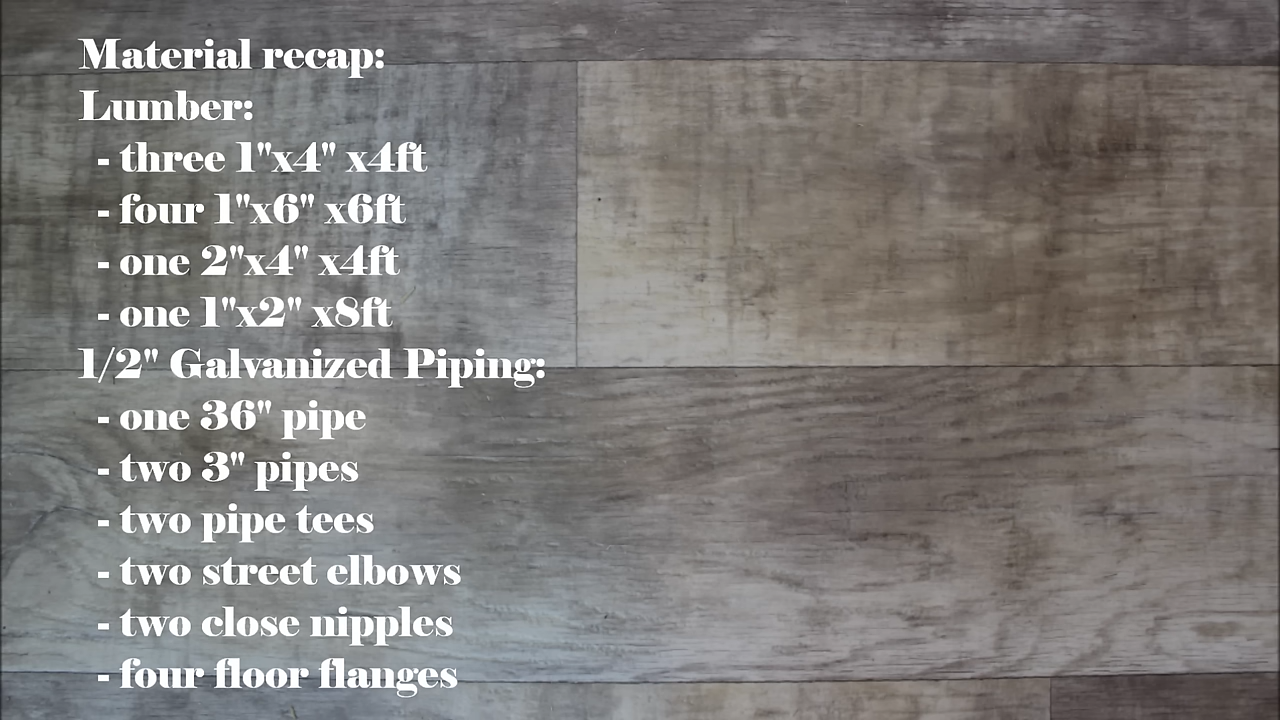 Material recap:
Lumber:
- three 1"x4" x4ft
- four 1"x6" x6ft
- one 2"x4" x4ft
- one 1"x2" x8ft
1/2" Galvanized Piping:
- one 36" pipe
- two 3" pipes
- two pipe tees
- two street elbows
- two close nipples
- four floor flanges